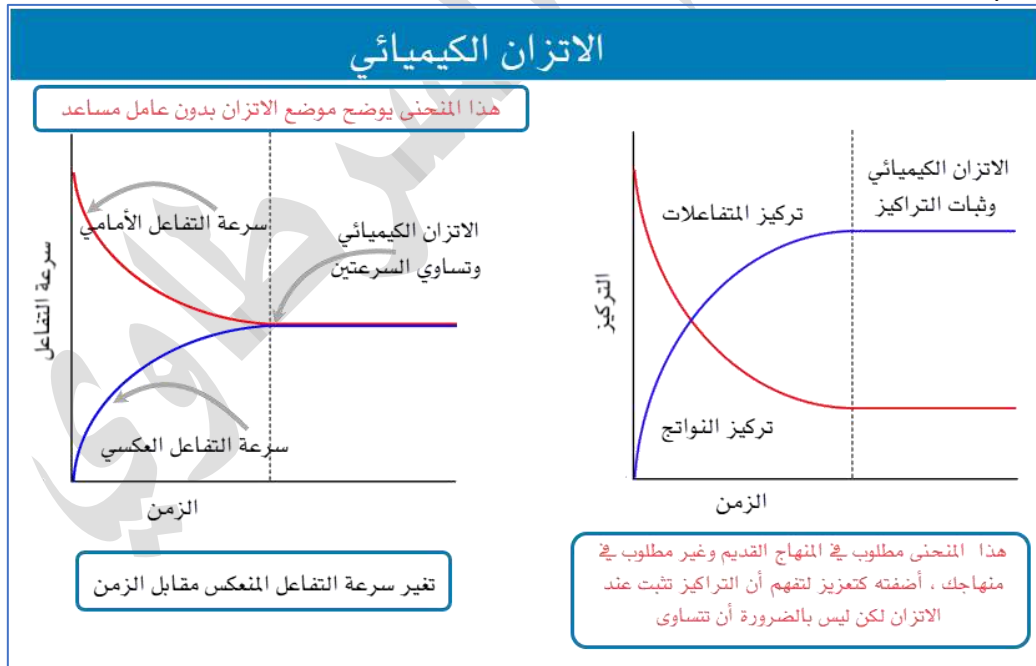 الاتزان الكيميائي
هذا المنحنى يوضح موضع الاتزان بدون عامل مساعد
الاتزان الكيميائي
وثبات التراكيز
تركيز المتفاعلات
التركيز
تركيز النواتج
الزمن
هذا المنحنى مطلوب في المنهاج القديم وغير مطلوب في
منهاجك ، أضفته كتعزيز لتفهم أن التراكيز تثبت عند
الاتزان لكن ليس بالضرورة أن تتساوى
سرعة التفاعل الأمامي
الاتزان الكيميائي
وتساوي السرعتين
سرعة التفاعل
سرعة التفاعل العكسي
الزمن
تغير سرعة التفاعل المنعكس مقابل الزمن